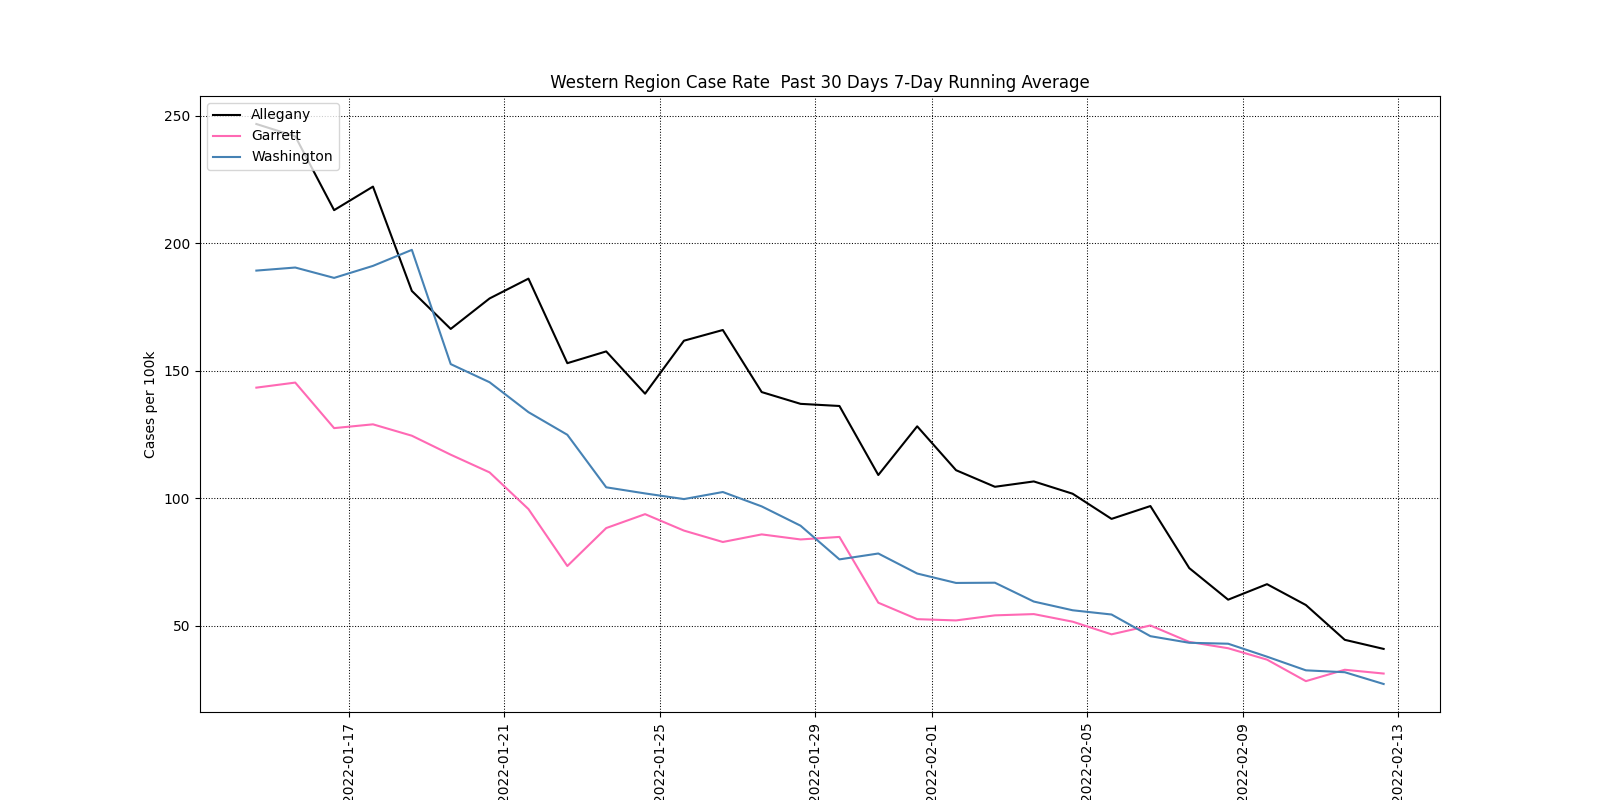 Western Region Case Rate  Past 30 Days 7-Day Running Average
Allegany
Garrett
Washington
Cases per 100k
250
200
150
100
50
2022-01-17
2022-01-21
2022-01-25
2022-01-29
2022-02-01
2022-02-05
2022-02-09
2022-02-13